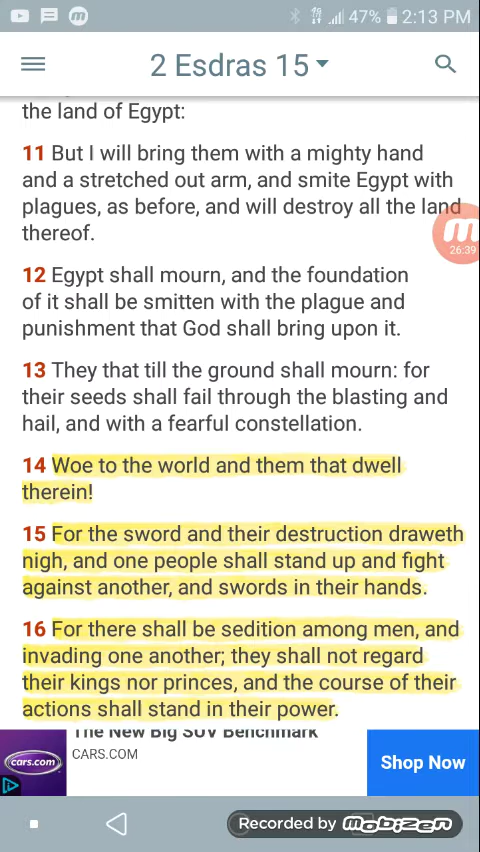 4G 47% 2:13 PM
2 Esdras 15
the land of Egypt:
11 But I will bring them with a mighty hand
and a stretched out arm, and smite Egypt with
plagues, as before, and will destroy all the land
thereof.
26:39
12 Egypt shall mourn, and the foundation
of it shall be smitten with the plague and
punishment that God shall bring upon it.
13 They that till the ground shall mourn: for
their seeds shall fail through the blasting and
hail, and with a fearful constellation.
14 Woe to the world and them that dwell
therein!
15 For the sword and their destruction draweth
nigh, and one people shall stand up and fight
against another, and swords in their hands.
16 For there shall be sedition among men, and
invading one another; they shall not regard
their kings nor princes, and the course of their
actions shall stand in their power.
The New Big SUV Benchmark
cars.com
CARS.COM
Shop Now
Recorded by MOBIZEN